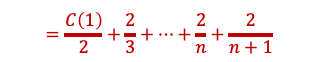 = C(1)/2 + 2/3 + ⋯ + 2/n + 2/(n + 1)